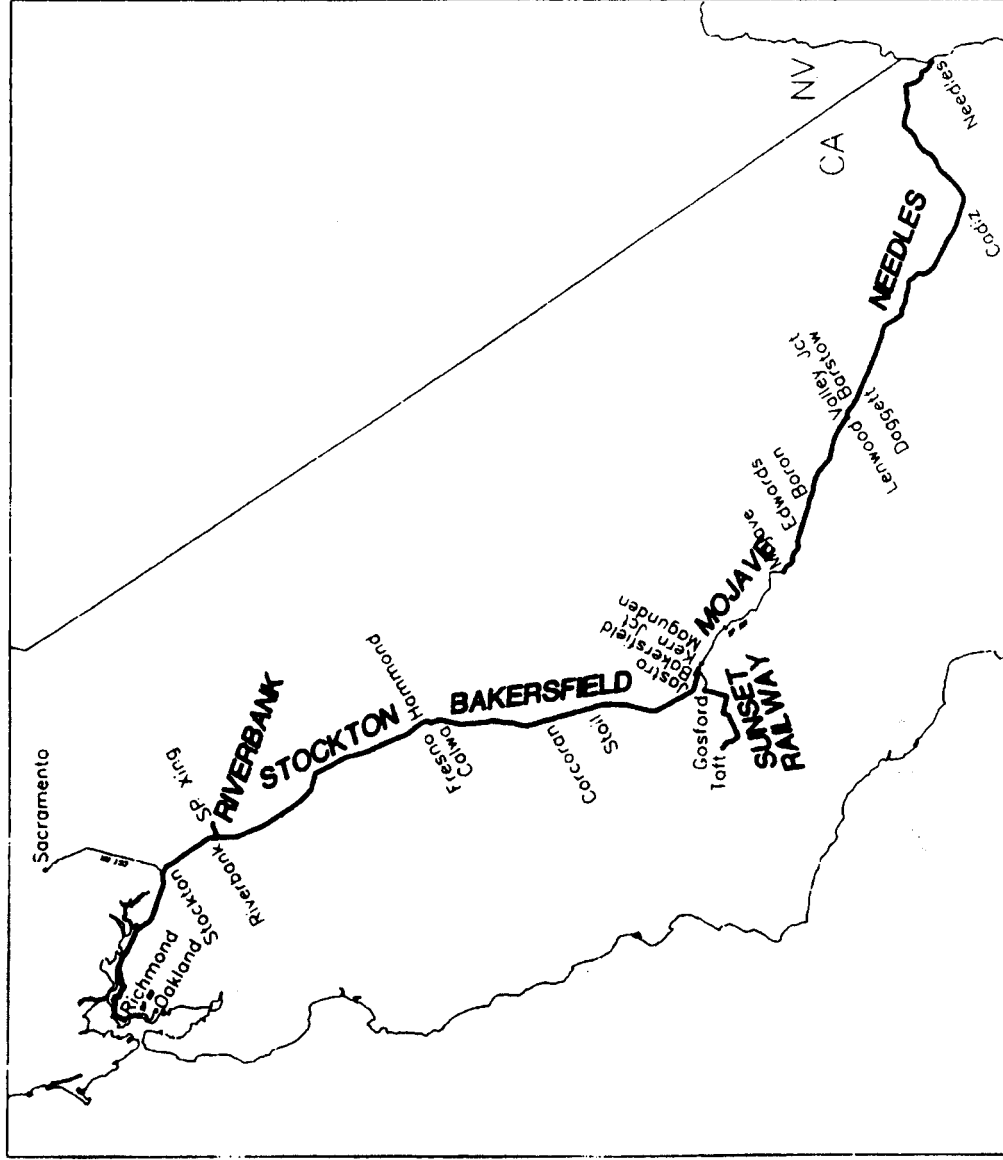 Sacramento
SP Xing
RIVERBANK
Richmond
Oakland
Stockton
Riverbank
STOCKTON
Hammond
Fresno
Calwa
BAKERSFIELD
Corcoran
Stoil
Jastro
Bakersfield
Kern Jct
Magunden
Gosford
Taft
SUNSET
RAILWAY
MOJAVE
Mojave
Edwards
Boron
Lenwood
Valley Jct
Barstow
Daggett
NEEDLES
Cadiz
Needles
CA
NV